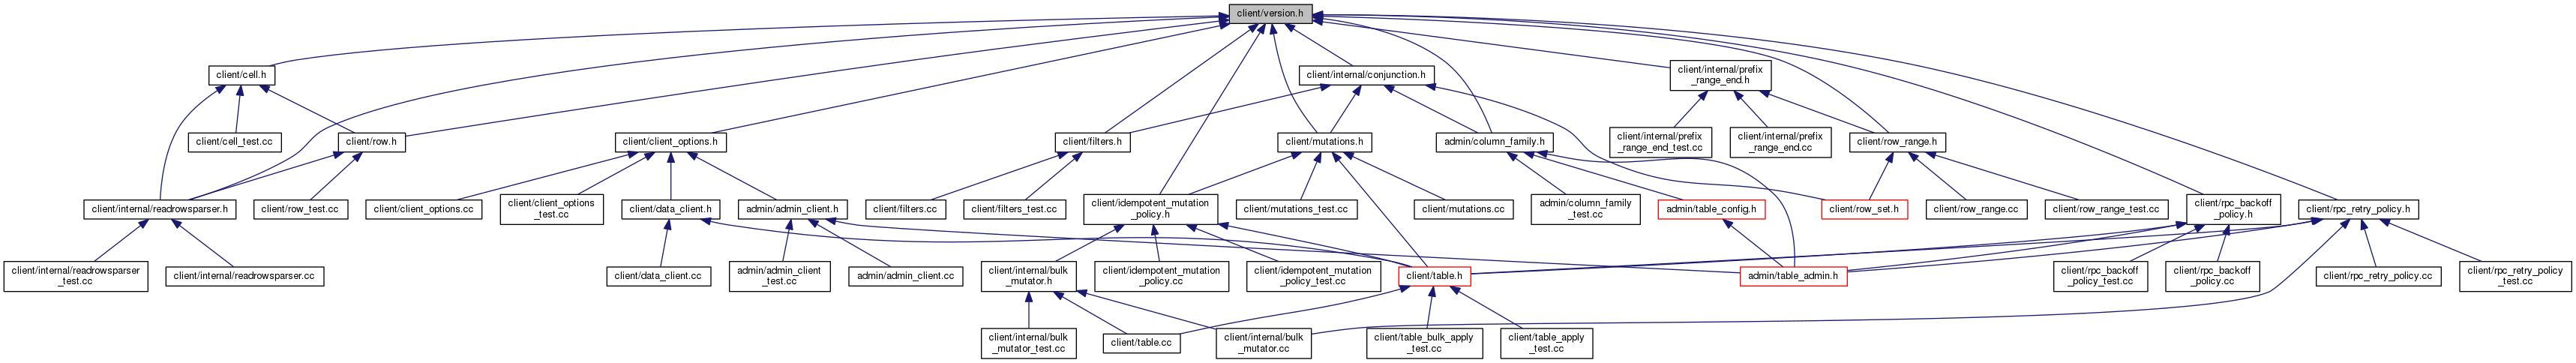 client/version.h
client/cell.h
client/internal/conjunction.h
client/internal/prefix
_range_end.h
client/cell_test.cc
client/row.h
client/client_options.h
client/filters.h
client/mutations.h
admin/column_family.h
client/internal/prefix
_range_end_test.cc
client/internal/prefix
_range_end.cc
client/row_range.h
client/internal/readrowsparser.h
client/row_test.cc
client/client_options.cc
client/client_options
_test.cc
client/data_client.h
admin/admin_client.h
client/filters.cc
client/filters_test.cc
client/idempotent_mutation
_policy.h
client/mutations_test.cc
client/mutations.cc
admin/column_family
_test.cc
admin/table_config.h
client/row_set.h
client/row_range.cc
client/row_range_test.cc
client/rpc_backoff
_policy.h
client/rpc_retry_policy.h
client/internal/readrowsparser
_test.cc
client/internal/readrowsparser.cc
client/data_client.cc
admin/admin_client
_test.cc
admin/admin_client.cc
client/internal/bulk
_mutator.h
client/idempotent_mutation
_policy.cc
client/idempotent_mutation
_policy_test.cc
client/table.h
admin/table_admin.h
client/rpc_backoff
_policy_test.cc
client/rpc_backoff
_policy.cc
client/rpc_retry_policy.cc
client/rpc_retry_policy
_test.cc
client/internal/bulk
_mutator_test.cc
client/table.cc
client/internal/bulk
_mutator.cc
client/table_bulk_apply
_test.cc
client/table_apply
_test.cc